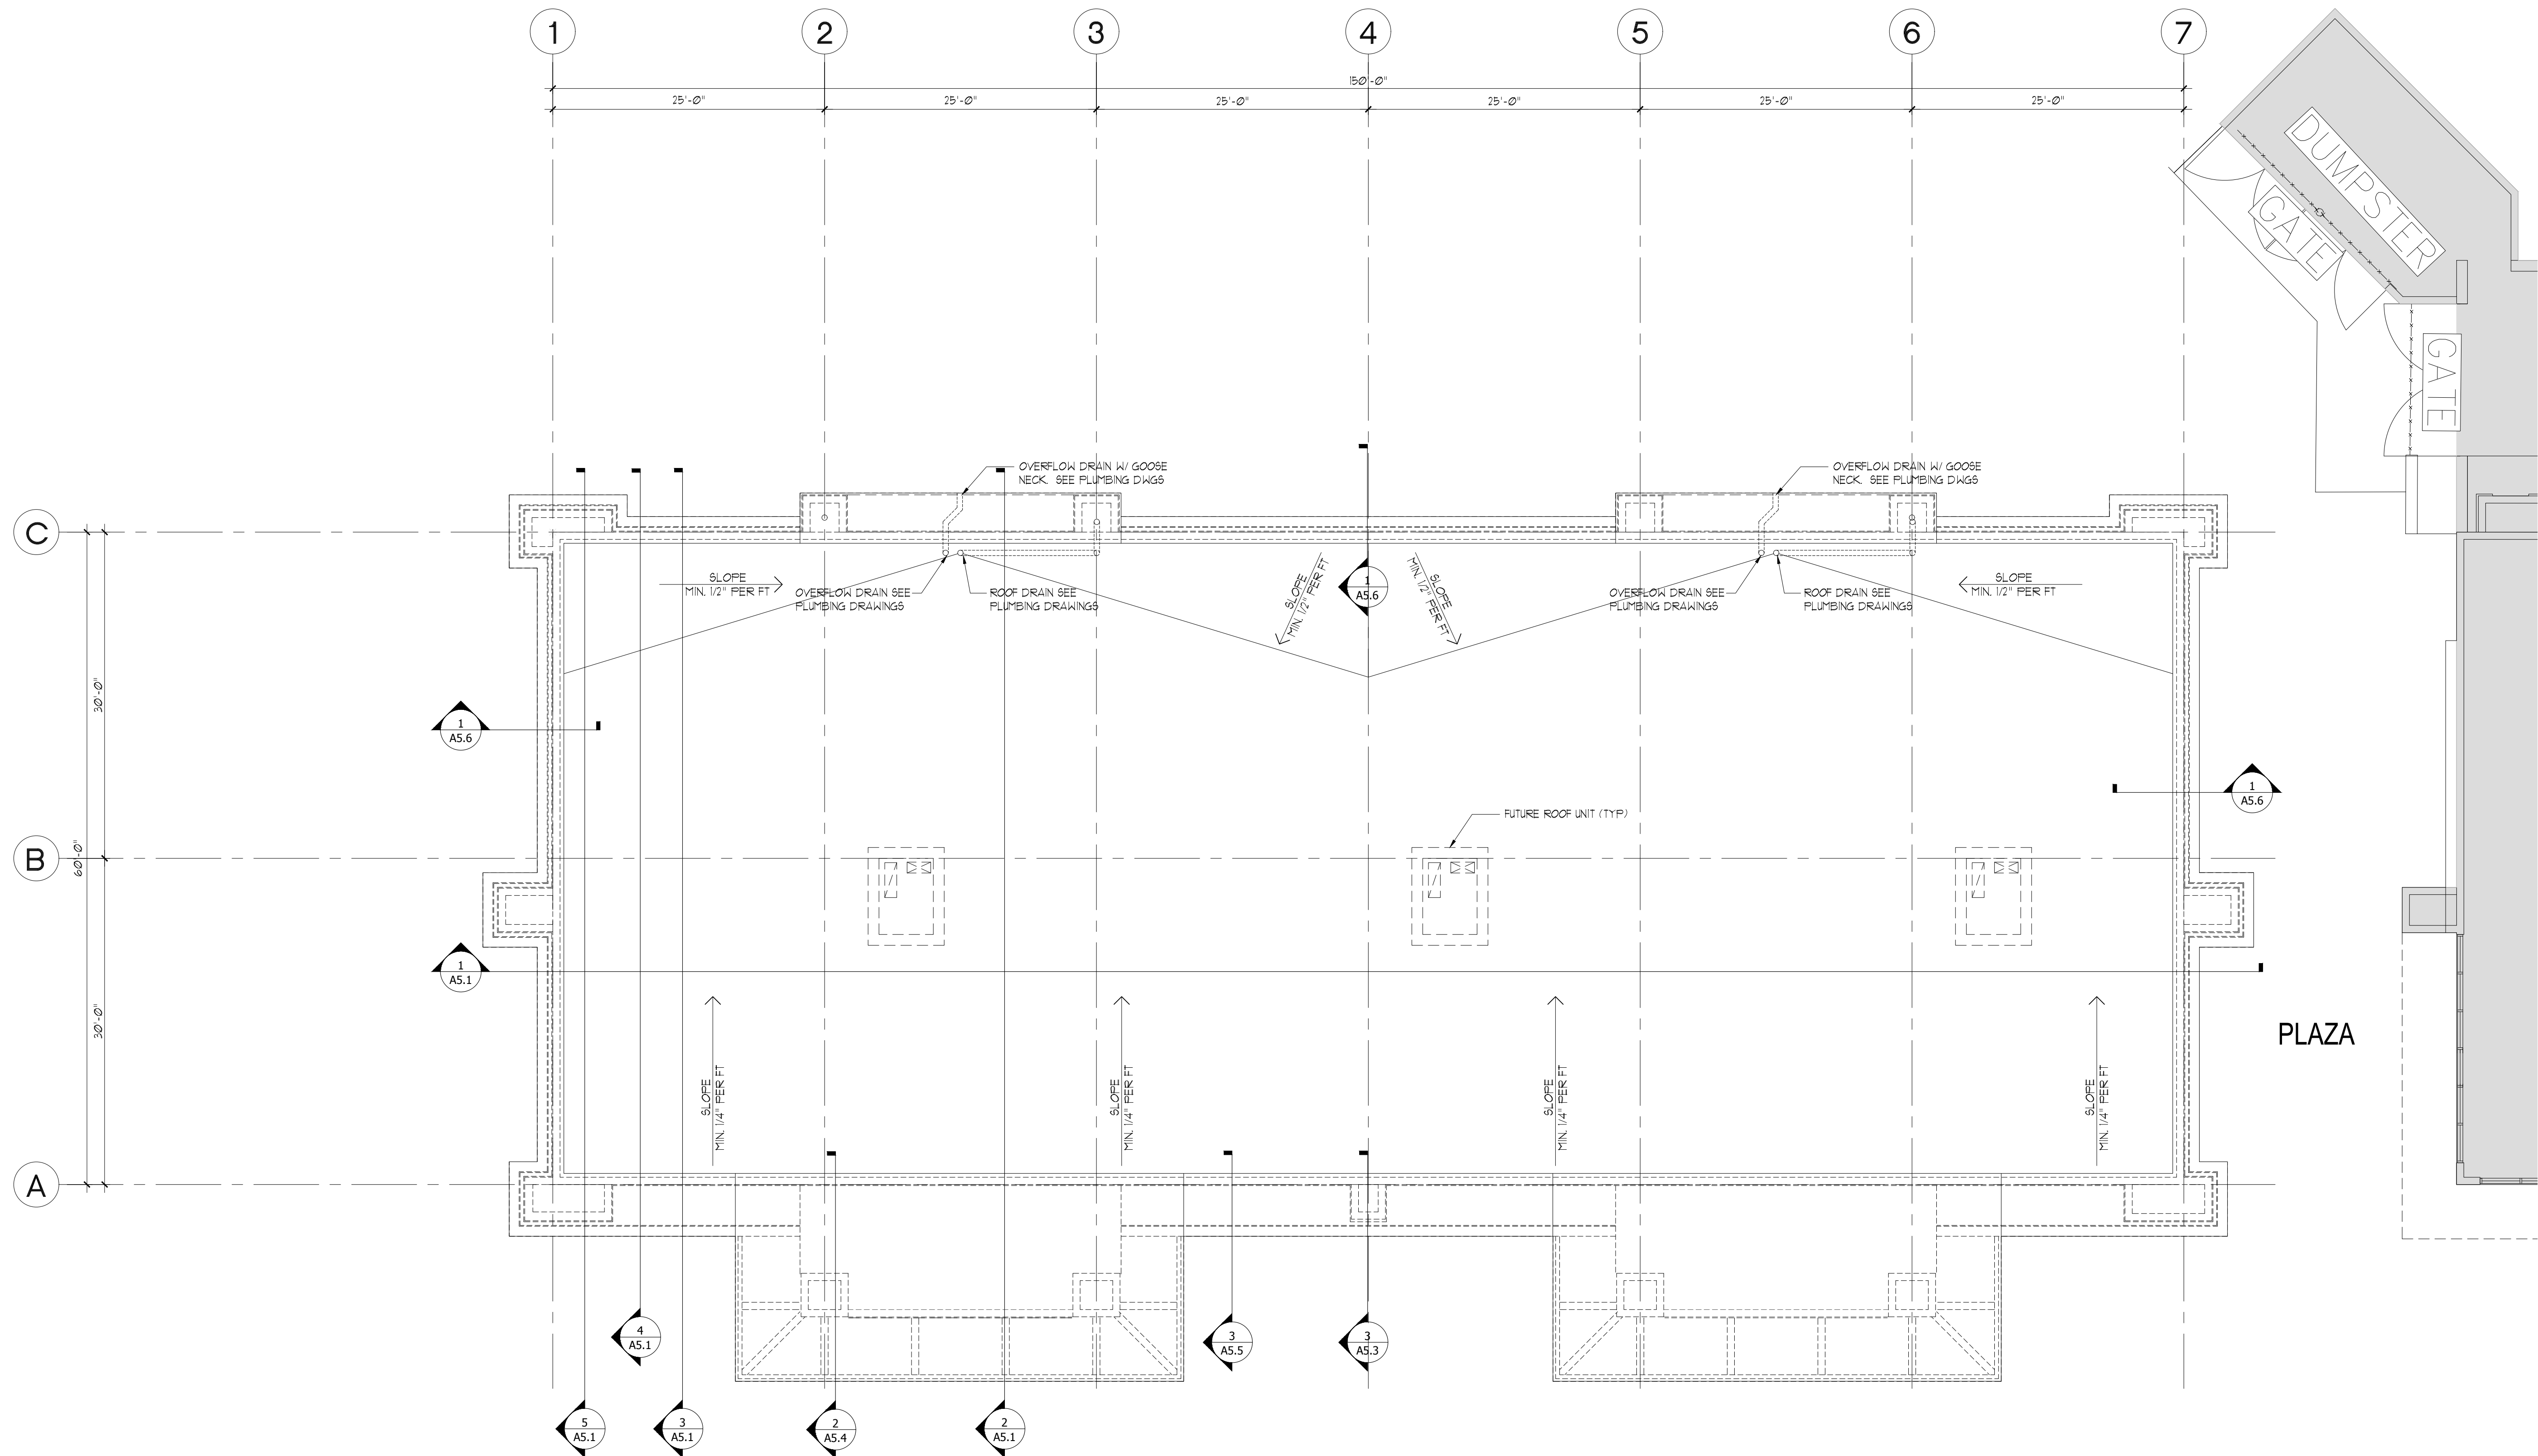 1
2
3
4
5
6
7
150'-0"
25'-0"
25'-0"
25'-0"
25'-0"
25'-0"
25'-0"
DUMPSTER
GATE
GATE
OVERFLOW DRAIN W/ GOOSE
NECK. SEE PLUMBING DWGS
OVERFLOW DRAIN W/ GOOSE
NECK. SEE PLUMBING DWGS
C
SLOPE
MIN. 1/2" PER FT
OVERFLOW DRAIN SEE
PLUMBING DRAWINGS
ROOF DRAIN SEE
PLUMBING DRAWINGS
SLOPE
MIN. 1/2" PER FT
1
A5.6
SLOPE
MIN. 1/2" PER FT
OVERFLOW DRAIN SEE
PLUMBING DRAWINGS
ROOF DRAIN SEE
PLUMBING DRAWINGS
SLOPE
MIN. 1/2" PER FT
30'-0"
1
A5.6
1
A5.6
FUTURE ROOF UNIT (TYP)
B
60'-0"
1
A5.1
30'-0"
PLAZA
SLOPE
MIN. 1/4" PER FT
SLOPE
MIN. 1/4" PER FT
SLOPE
MIN. 1/4" PER FT
SLOPE
MIN. 1/4" PER FT
A
4
A5.1
3
A5.5
3
A5.3
5
A5.1
3
A5.1
2
A5.4
2
A5.1